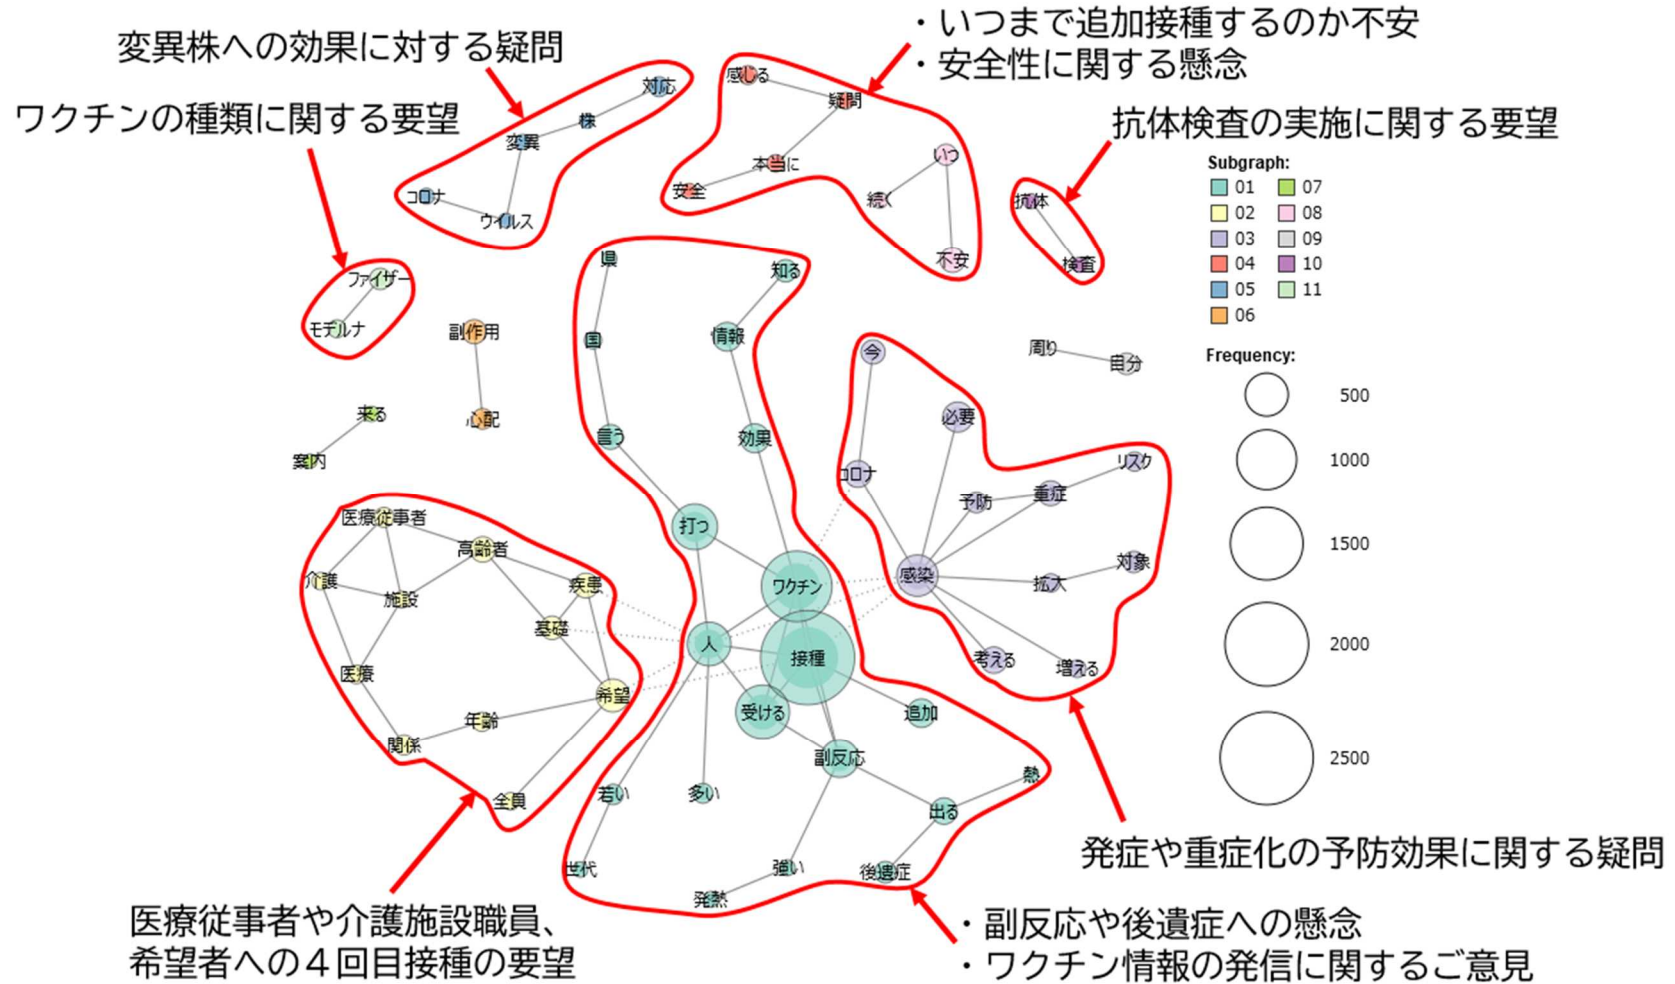 ・いつまで追加接種するのか不安
・安全性に関する懸念
変異株への効果に対する疑問
ワクチンの種類に関する要望
抗体検査の実施に関する要望
対応
株
変異
コロナ
ウイルス
感じる
疑問
本当に
安全
いつ
続く
不安
抗体
検査
Subgraph:
01
02
03
04
05
06
07
08
09
10
11
Frequency:
500
1000
1500
2000
2500
ファイザー
モデルナ
副作用
心配
来る
案内
周り
自分
県
国
言う
打つ
知る
情報
効果
ワクチン
接種
人
受ける
追加
副反応
熱
出る
後遺症
強い
発熱
多い
若い
世代
今
必要
コロナ
リスク
予防
重症
感染
対象
拡大
考える
増える
医療従事者
高齢者
介護
施設
疾患
基礎
医療
希望
年齢
関係
全員
発症や重症化の予防効果に関する疑問
医療従事者や介護施設職員、
希望者への４回目接種の要望
・副反応や後遺症への懸念
・ワクチン情報の発信に関するご意見